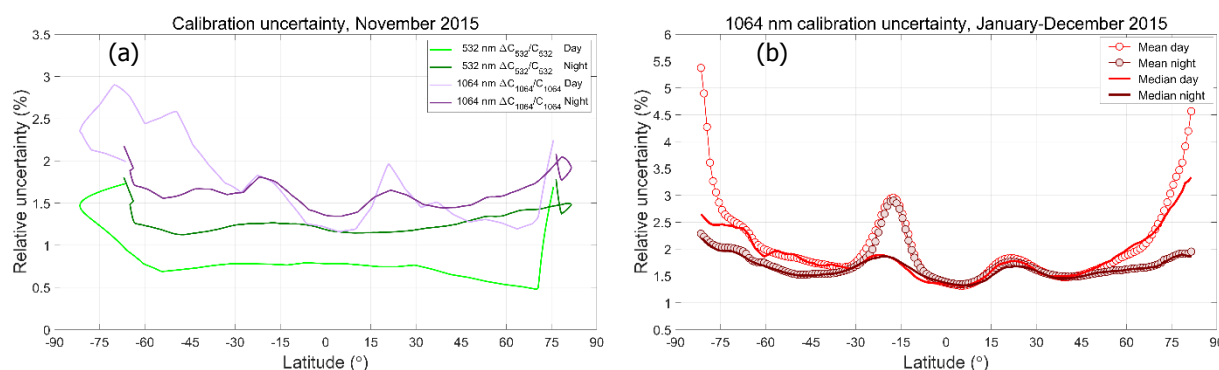 Calibration uncertainty, November 2015
(a)
532 nm ΔC532/C532 Day
532 nm ΔC532/C532 Night
1064 nm ΔC1064/C1064 Day
1064 nm ΔC1064/C1064 Night
Relative uncertainty (%)
3.5
3
2.5
2
1.5
1
0.5
0
-90 -75 -60 -45 -30 -15 0 15 30 45 60 75 90
Latitude (°)
1064 nm calibration uncertainty, January-December 2015
(b)
Mean day
Mean night
Median day
Median night
Relative uncertainty (%)
6
5.5
5
4.5
4
3.5
3
2.5
2
1.5
1
0.5
-90 -75 -60 -45 -30 -15 0 15 30 45 60 75 90
Latitude (°)